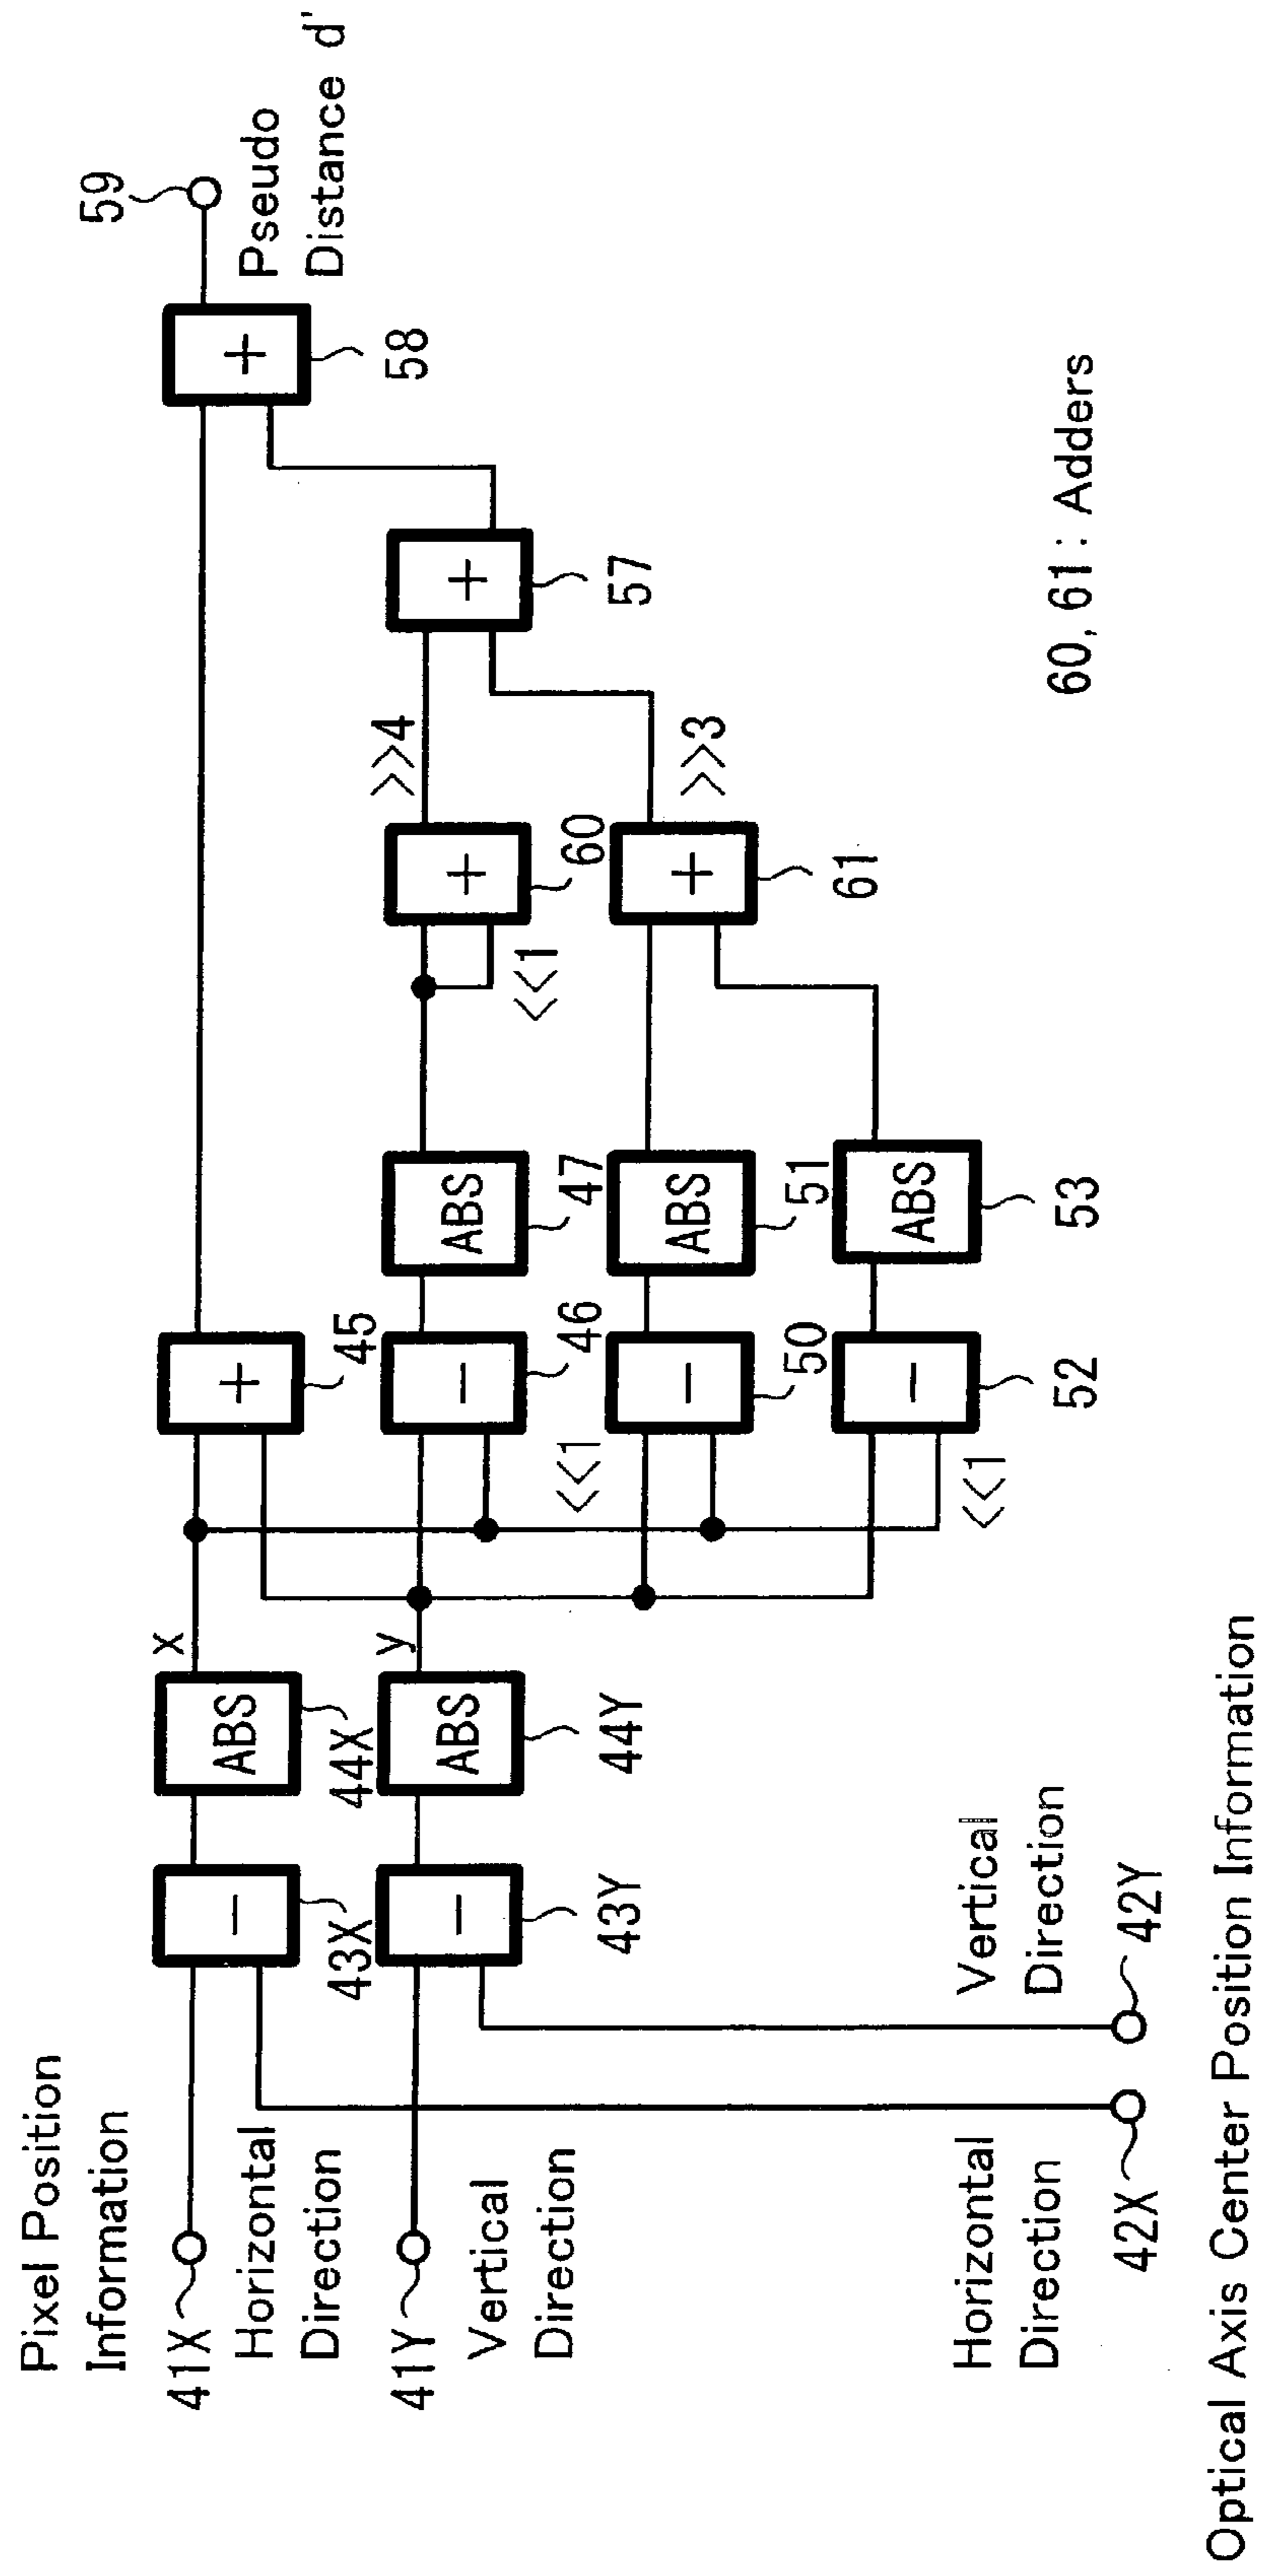 Pixel Position
Information
41X
Horizontal
Direction
41Y
Vertical
Direction
Horizontal
Direction
42X
Vertical
Direction
42Y
Optical Axis Center Position Information
−
43X
−
43Y
ABS
44X
ABS
44Y
x
y
+
45
−
46
<<1
−
50
<<1
−
52
ABS
47
ABS
51
ABS
53
<<1
+
60
+
61
>>4
>>3
+
57
+
58
59
Pseudo
Distance d'
60, 61 : Adders